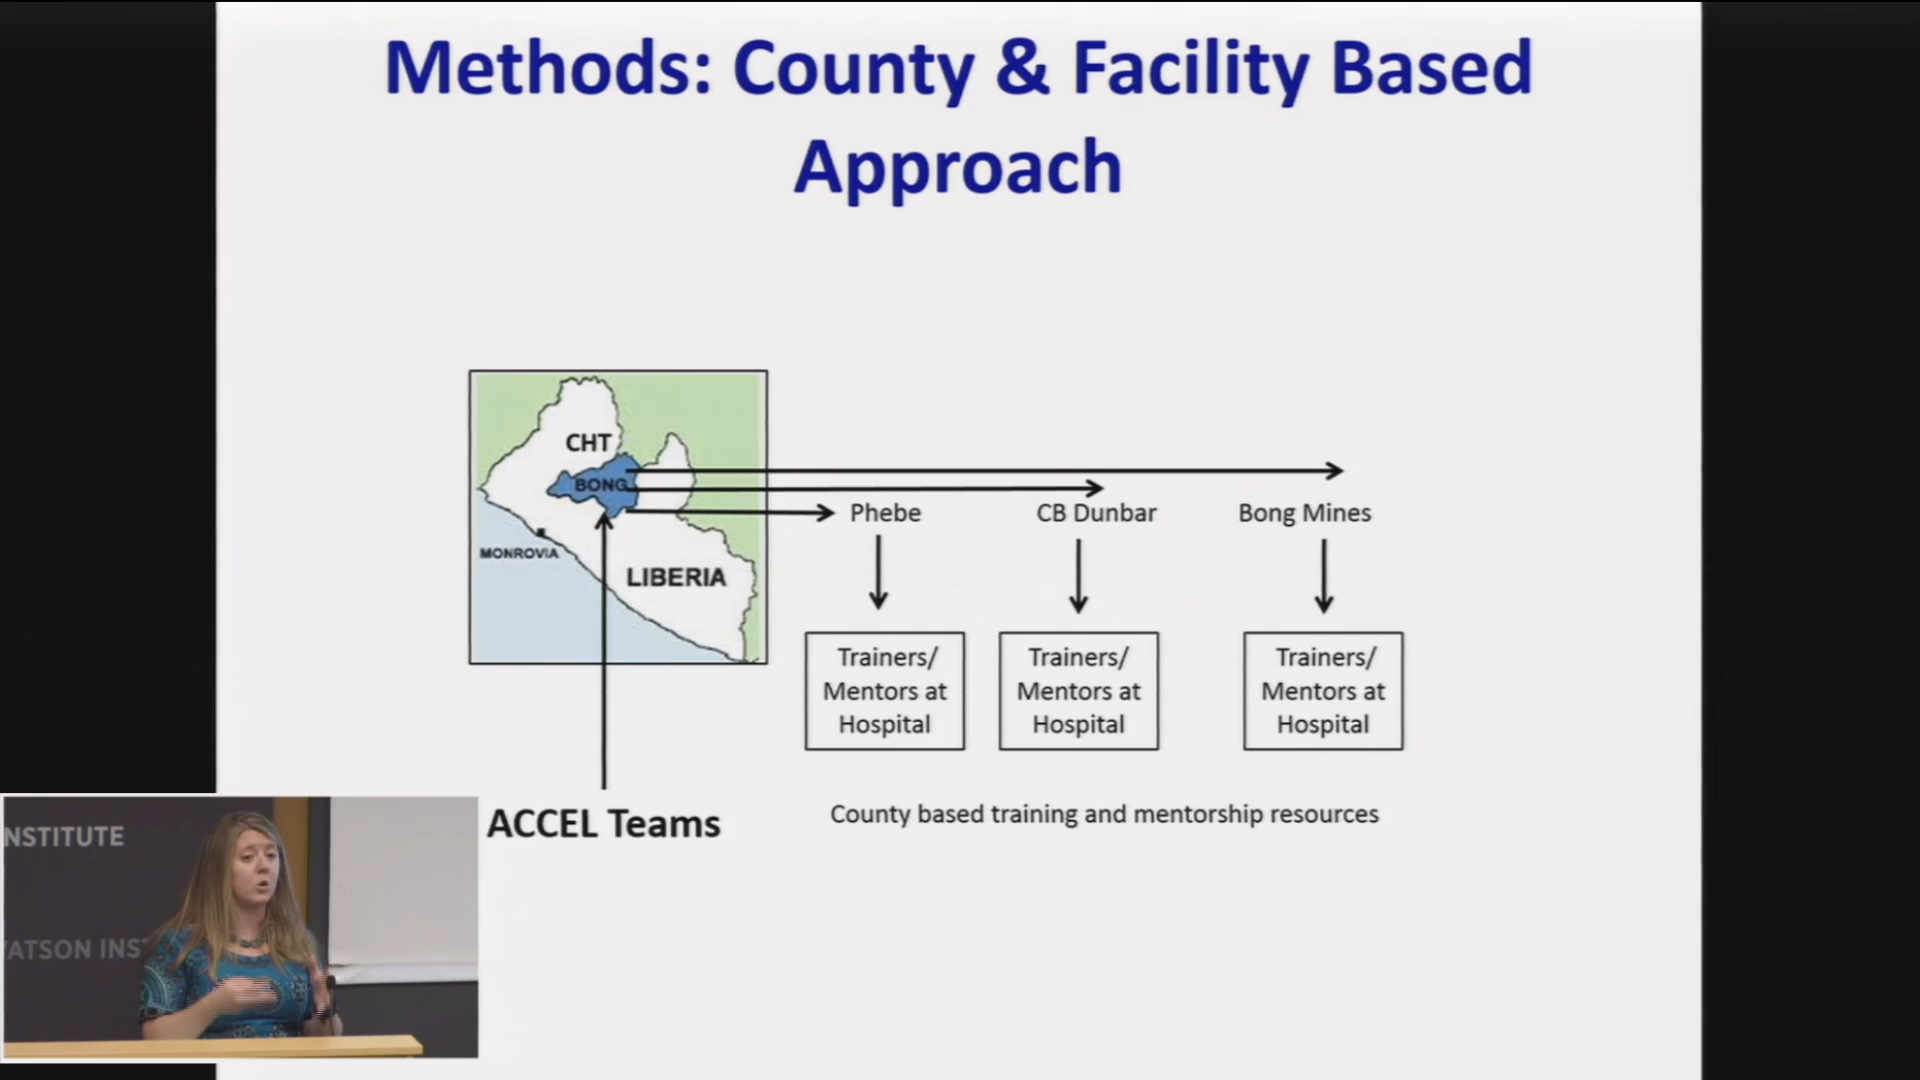 Methods: County & Facility Based
Approach
CHT
BONG
MONROVIA
LIBERIA
Phebe
CB Dunbar
Bong Mines
Trainers/
Mentors at
Hospital
Trainers/
Mentors at
Hospital
Trainers/
Mentors at
Hospital
ACCEL Teams
County based training and mentorship resources
NSTITUTE
ATSON INS